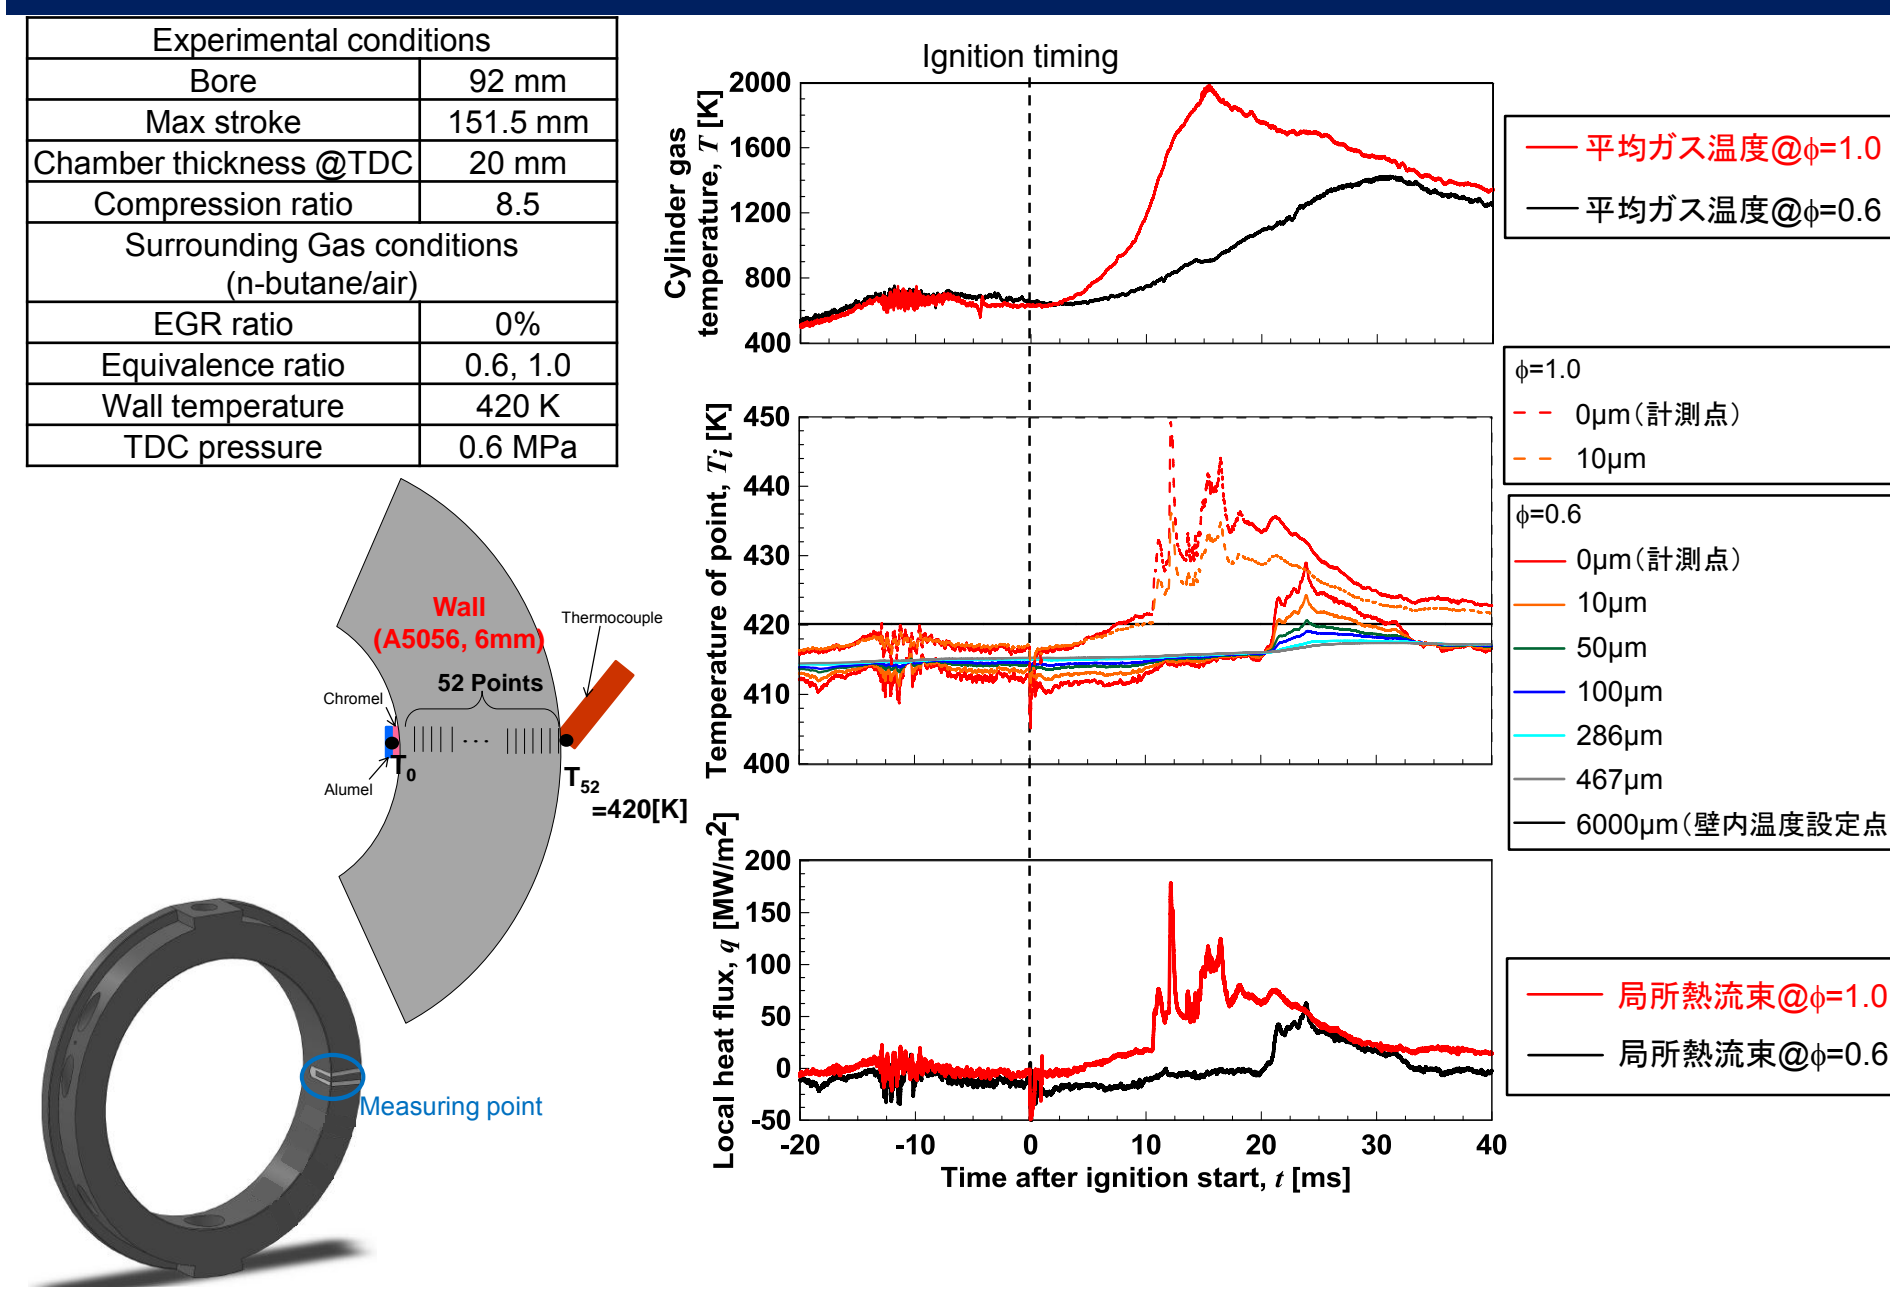 Experimental conditions
Bore 92 mm
Max stroke 151.5 mm
Chamber thickness @TDC 20 mm
Compression ratio 8.5
Surrounding Gas conditions
(n-butane/air)
EGR ratio 0%
Equivalence ratio 0.6, 1.0
Wall temperature 420 K
TDC pressure 0.6 MPa
Wall
(A5056, 6mm)
Thermocouple
52 Points
Chromel
T0
Alumel
T52
=420[K]
Measuring point
Ignition timing
Cylinder gas
temperature, T [K]
2000
1600
1200
800
400
平均ガス温度@ϕ=1.0
平均ガス温度@ϕ=0.6
Temperature of point, Ti [K]
450
440
430
420
410
400
ϕ=1.0
0μm(計測点)
10μm
ϕ=0.6
0μm(計測点)
10μm
50μm
100μm
286μm
467μm
6000μm(壁内温度設定点
Local heat flux, q [MW/m2]
200
150
100
50
0
-50
-20 -10 0 10 20 30 40
Time after ignition start, t [ms]
局所熱流束@ϕ=1.0
局所熱流束@ϕ=0.6